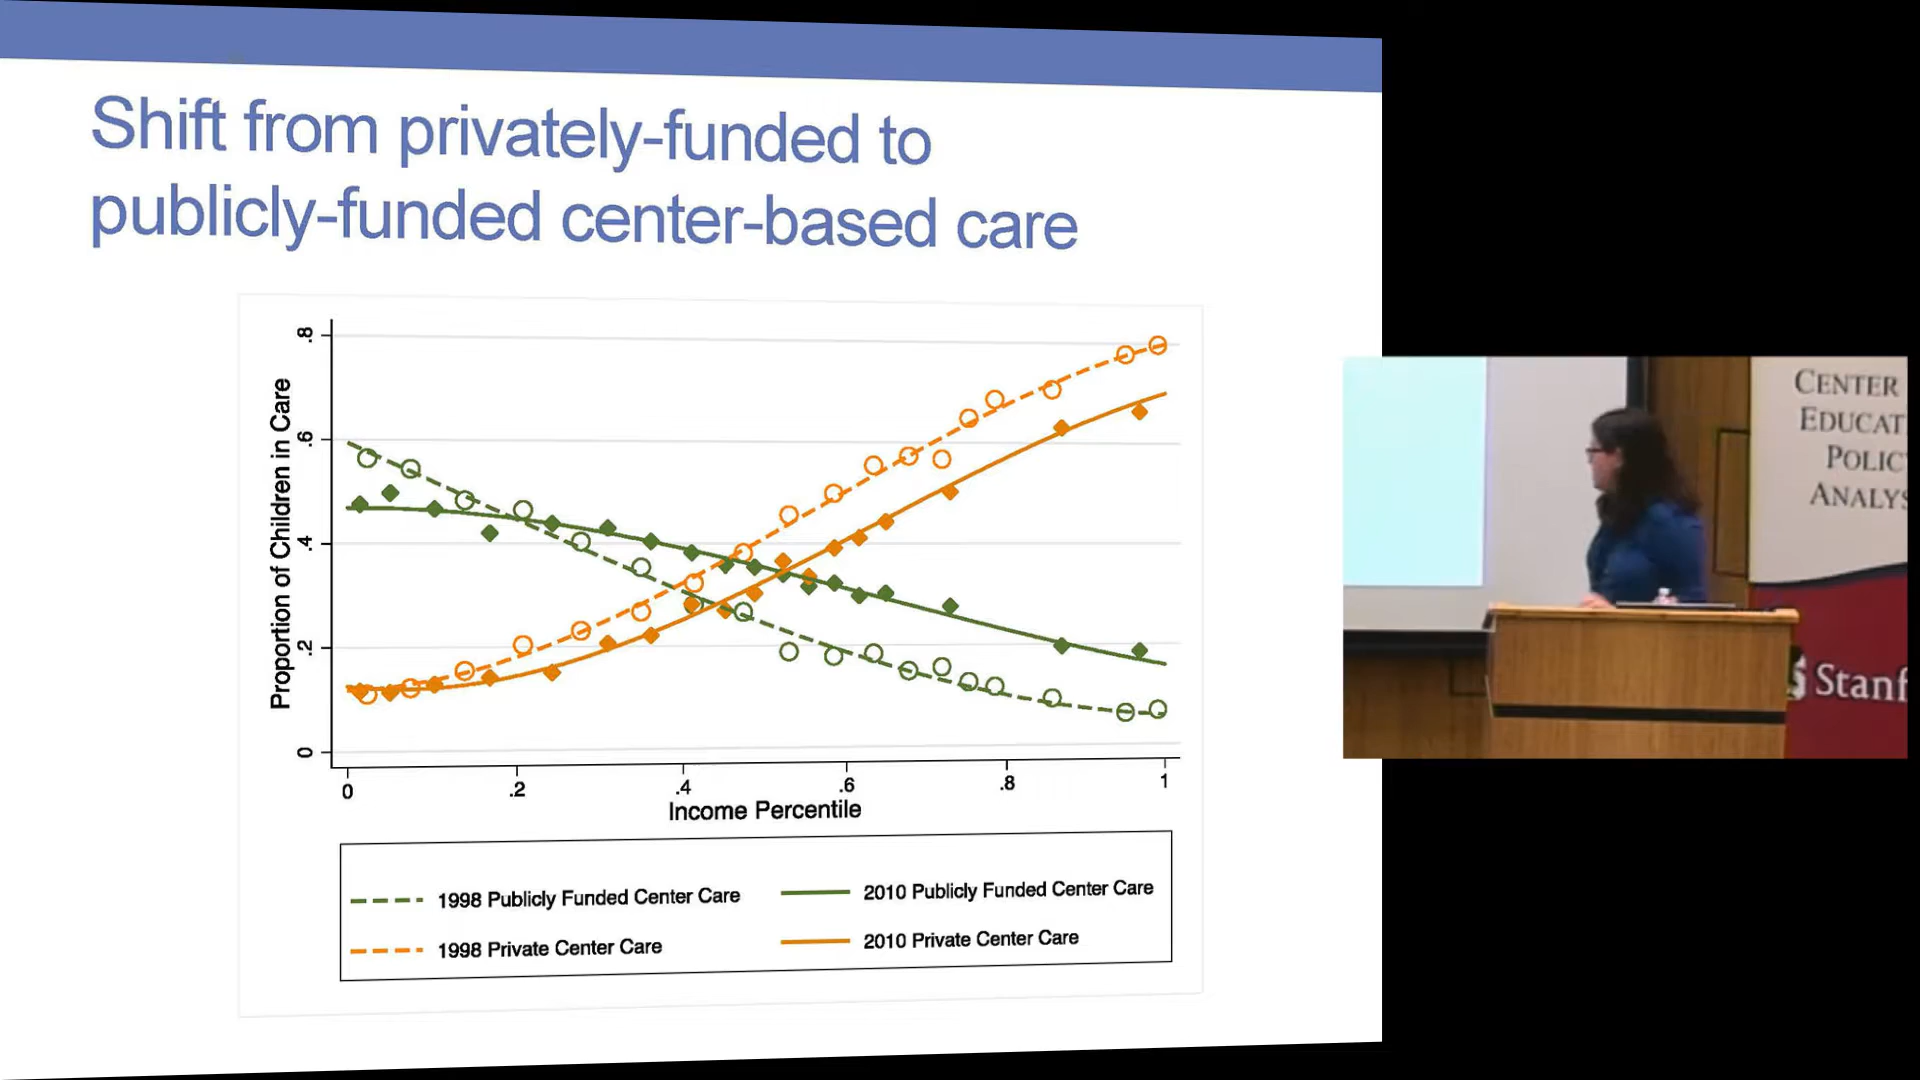 Shift from privately-funded to
publicly-funded center-based care
Proportion of Children in Care
.8
.6
.4
.2
0
0
.2
.4
.6
.8
1
Income Percentile
1998 Publicly Funded Center Care
2010 Publicly Funded Center Care
1998 Private Center Care
2010 Private Center Care
CENTER
EDUCAT
POLIC
ANALYS
Stanf